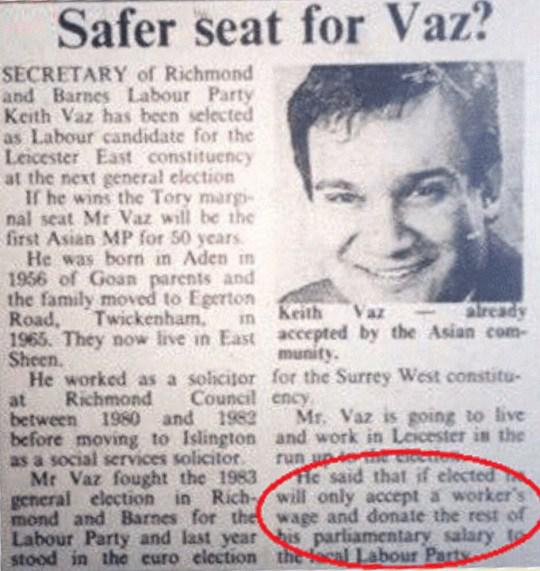 Safer seat for Vaz?
SECRETARY of Richmond
and Barnes Labour Party
Keith Vaz has been selected
as Labour candidate for the
Leicester East constituency
at the next general election
If he wins the Tory margi-
nal seat Mr Vaz will be the
first Asian MP for 50 years.
He was born in Aden in
1956 of Goan parents and
the family moved to Egerton
Road, Twickenham, in
1965. They now live in East
Sheen.
He worked as a solicitor
at Richmond Council
between 1980 and 1982
before moving to Islington
as a social services solicitor.
Mr Vaz fought the 1983
general election in Rich-
mond and Barnes for the
Labour Party and last year
stood in the euro election
Keith Vaz — already
accepted by the Asian com-
munity.
for the Surrey West constitu-
ency.
Mr. Vaz is going to live
and work in Leicester in the
run up to the election.
He said that if elected he
will only accept a worker's
wage and donate the rest of
his parliamentary salary to
the local Labour Party.